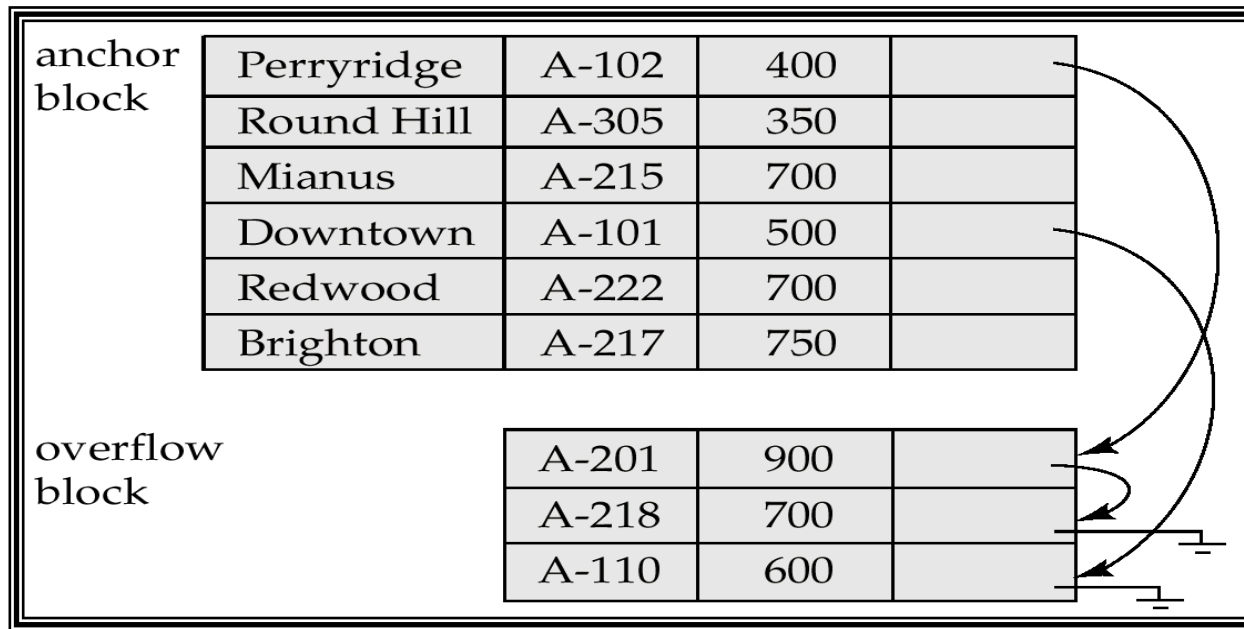 anchor
block
Perryridge A-102 400
Round Hill A-305 350
Mianus A-215 700
Downtown A-101 500
Redwood A-222 700
Brighton A-217 750
overflow
block
A-201 900
A-218 700
A-110 600